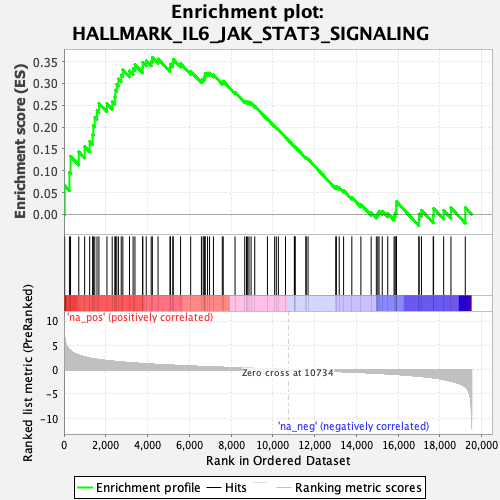 Enrichment plot:
HALLMARK_IL6_JAK_STAT3_SIGNALING
Enrichment score (ES)
0.35
0.30
0.25
0.20
0.15
0.10
0.05
0.00
'na_pos' (positively correlated)
Ranked list metric (PreRanked)
10
5
0
-5
-10
Zero cross at 10734
'na_neg' (negatively correlated)
0
2,000
4,000
6,000
8,000
10,000
12,000
14,000
16,000
18,000
20,000
Rank in Ordered Dataset
Enrichment profile
Hits
Ranking metric scores